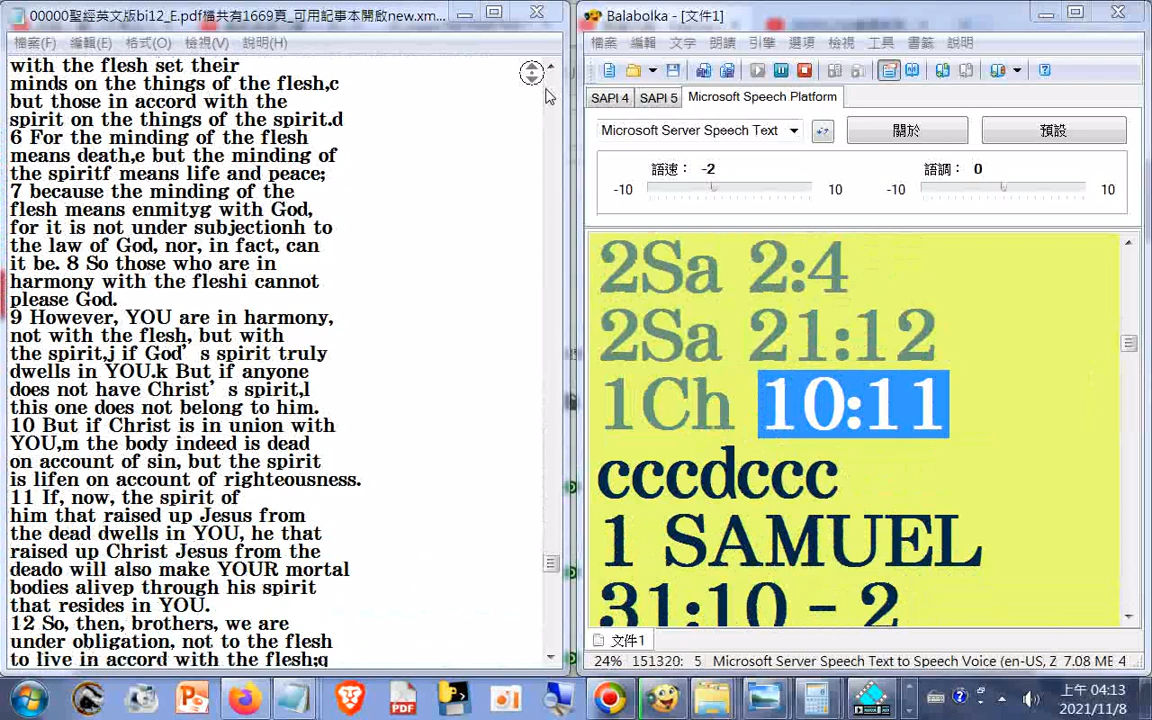 00000聖經英文版bi12_E.pdf檔共有1669頁_可用記事本開啟new.xm...
檔案(F) 編輯(E) 格式(O) 檢視(V) 說明(H)
with the flesh set their
minds on the things of the flesh,c
but those in accord with the
spirit on the things of the spirit.d
6 For the minding of the flesh
means death,e but the minding of
the spiritf means life and peace;
7 because the minding of the
flesh means enmityg with God,
for it is not under subjectionh to
the law of God, nor, in fact, can
it be. 8 So those who are in
harmony with the fleshi cannot
please God.
9 However, YOU are in harmony,
not with the flesh, but with
the spirit,j if God’s spirit truly
dwells in YOU.k But if anyone
does not have Christ’s spirit,l
this one does not belong to him.
10 But if Christ is in union with
YOU,m the body indeed is dead
on account of sin, but the spirit
is lifen on account of righteousness.
11 If, now, the spirit of
him that raised up Jesus from
the dead dwells in YOU, he that
raised up Christ Jesus from the
deado will also make YOUR mortal
bodies alivep through his spirit
that resides in YOU.
12 So, then, brothers, we are
under obligation, not to the flesh
to live in accord with the flesh;q
Balabolka - [文件1]
檔案 編輯 文字 朗讀 引擎 選項 檢視 工具 書籤 說明
SAPI 4 SAPI 5 Microsoft Speech Platform
Microsoft Server Speech Text 關於 預設
語速： -2 語調： 0
-10 10 -10 10
2Sa 2:4
2Sa 21:12
1Ch 10:11
cccdccc
1 SAMUEL
31:10 - 2
文件1
24% 151320: 5 Microsoft Server Speech Text to Speech Voice (en-US, Z 7.08 ME 4
PDF
上午 04:13
2021/11/8